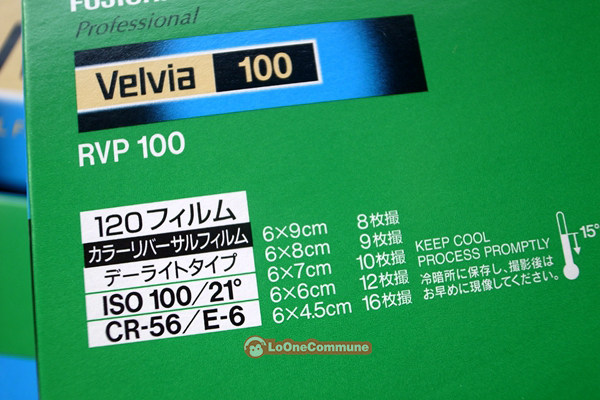 Professional
Velvia 100
RVP 100
120フィルム
カラーリバーサルフィルム
デーライトタイプ
ISO 100/21°
CR-56/E-6
6×9cm 8枚撮
6×8cm 9枚撮
6×7cm 10枚撮
6×6cm 12枚撮
6×4.5cm 16枚撮
KEEP COOL
PROCESS PROMPTLY
冷暗所に保存し、撮影後は
お早めに現像してください。
15°
LoOneCommune